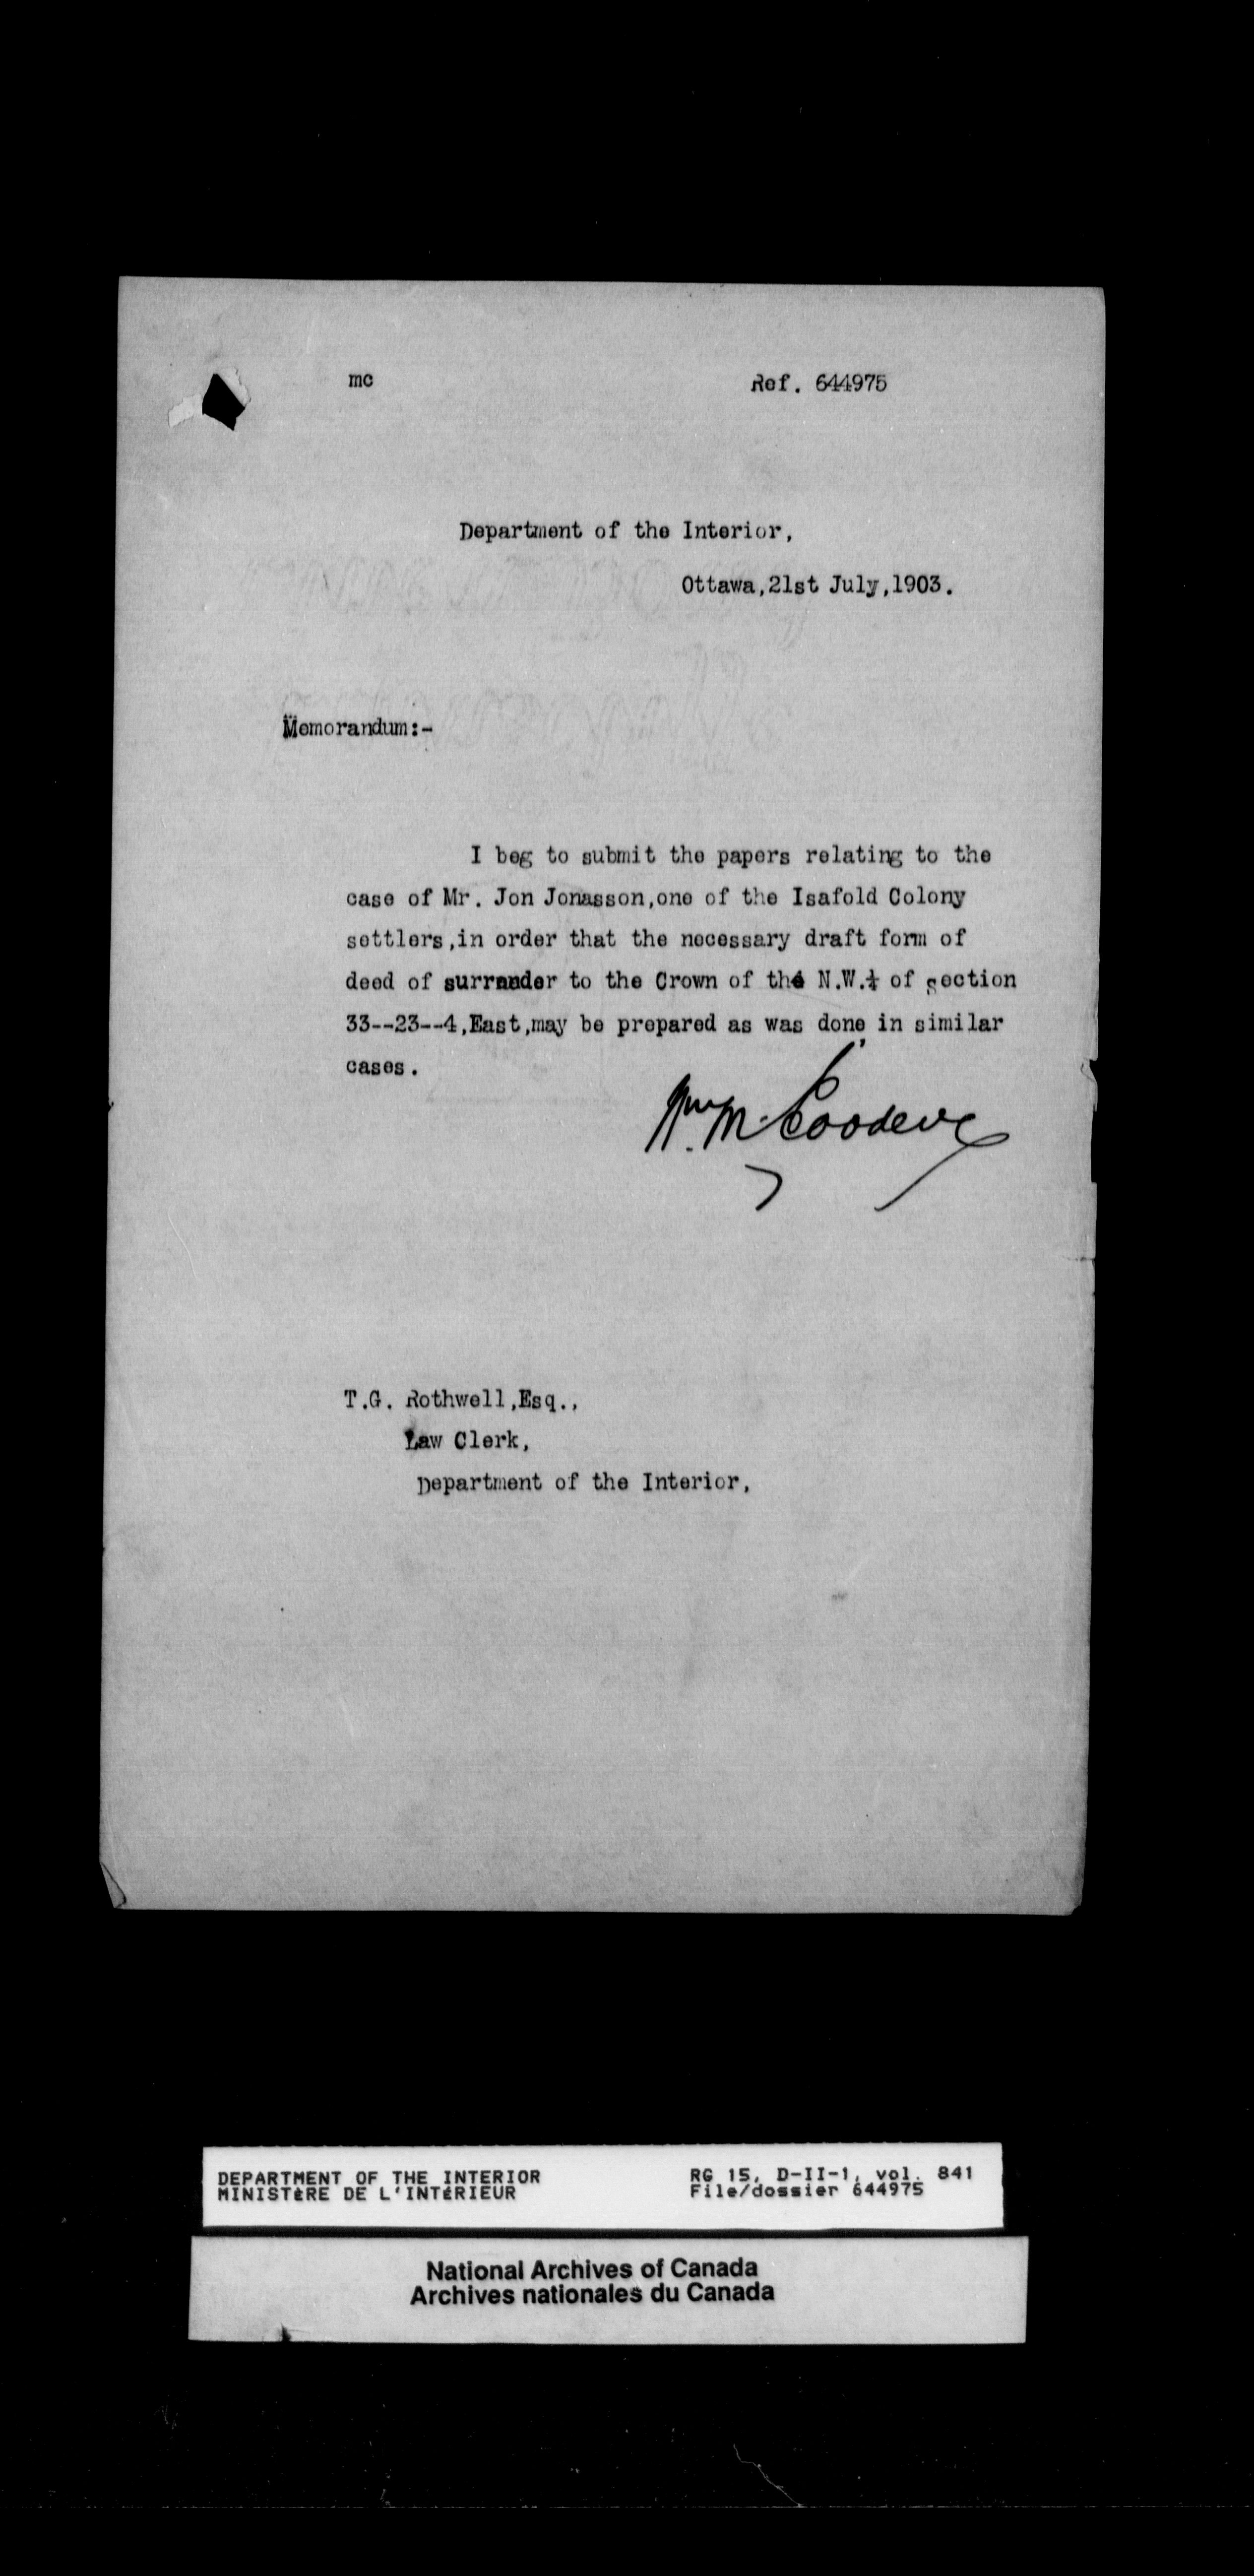 mc
Ref. 644975
Department of the Interior,
Ottawa,21st July,1903.
Memorandum:-
I beg to submit the papers relating to the
case of Mr. Jon Jonasson,one of the Isafold Colony
settlers,in order that the necessary draft form of
deed of surrender to the Crown of the N.W.¼ of section
33--23--4,East,may be prepared as was done in similar
cases.
Wm M. Goodeve
T.G. Rothwell,Esq.,
Law Clerk,
Department of the Interior,
DEPARTMENT OF THE INTERIOR
MINISTÈRE DE L'INTÉRIEUR
RG 15, D-II-1, vol. 841
File/dossier 644975
National Archives of Canada
Archives nationales du Canada